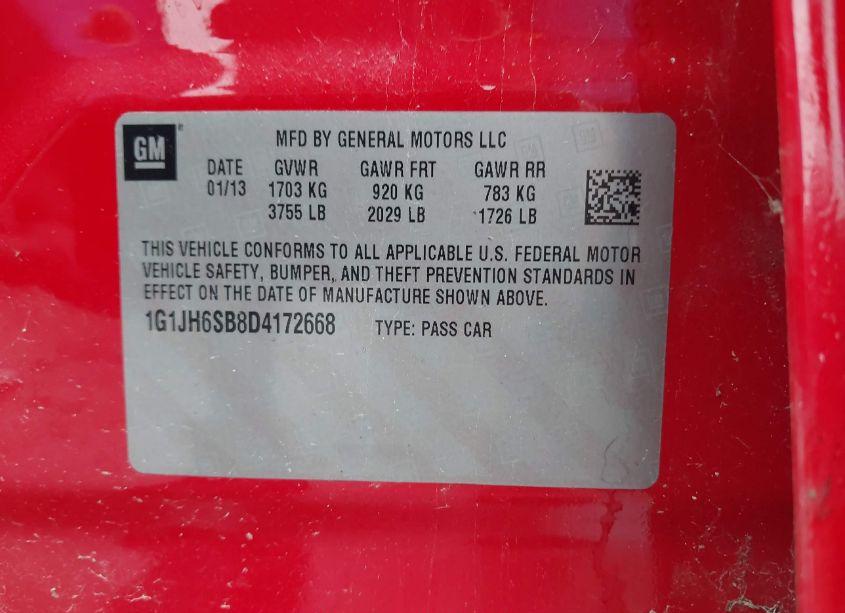 GM
MFD BY GENERAL MOTORS LLC
DATE GVWR GAWR FRT GAWR RR
01/13 1703 KG 920 KG 783 KG
3755 LB 2029 LB 1726 LB
THIS VEHICLE CONFORMS TO ALL APPLICABLE U.S. FEDERAL MOTOR
VEHICLE SAFETY, BUMPER, AND THEFT PREVENTION STANDARDS IN
EFFECT ON THE DATE OF MANUFACTURE SHOWN ABOVE.
1G1JH6SB8D4172668 TYPE: PASS CAR